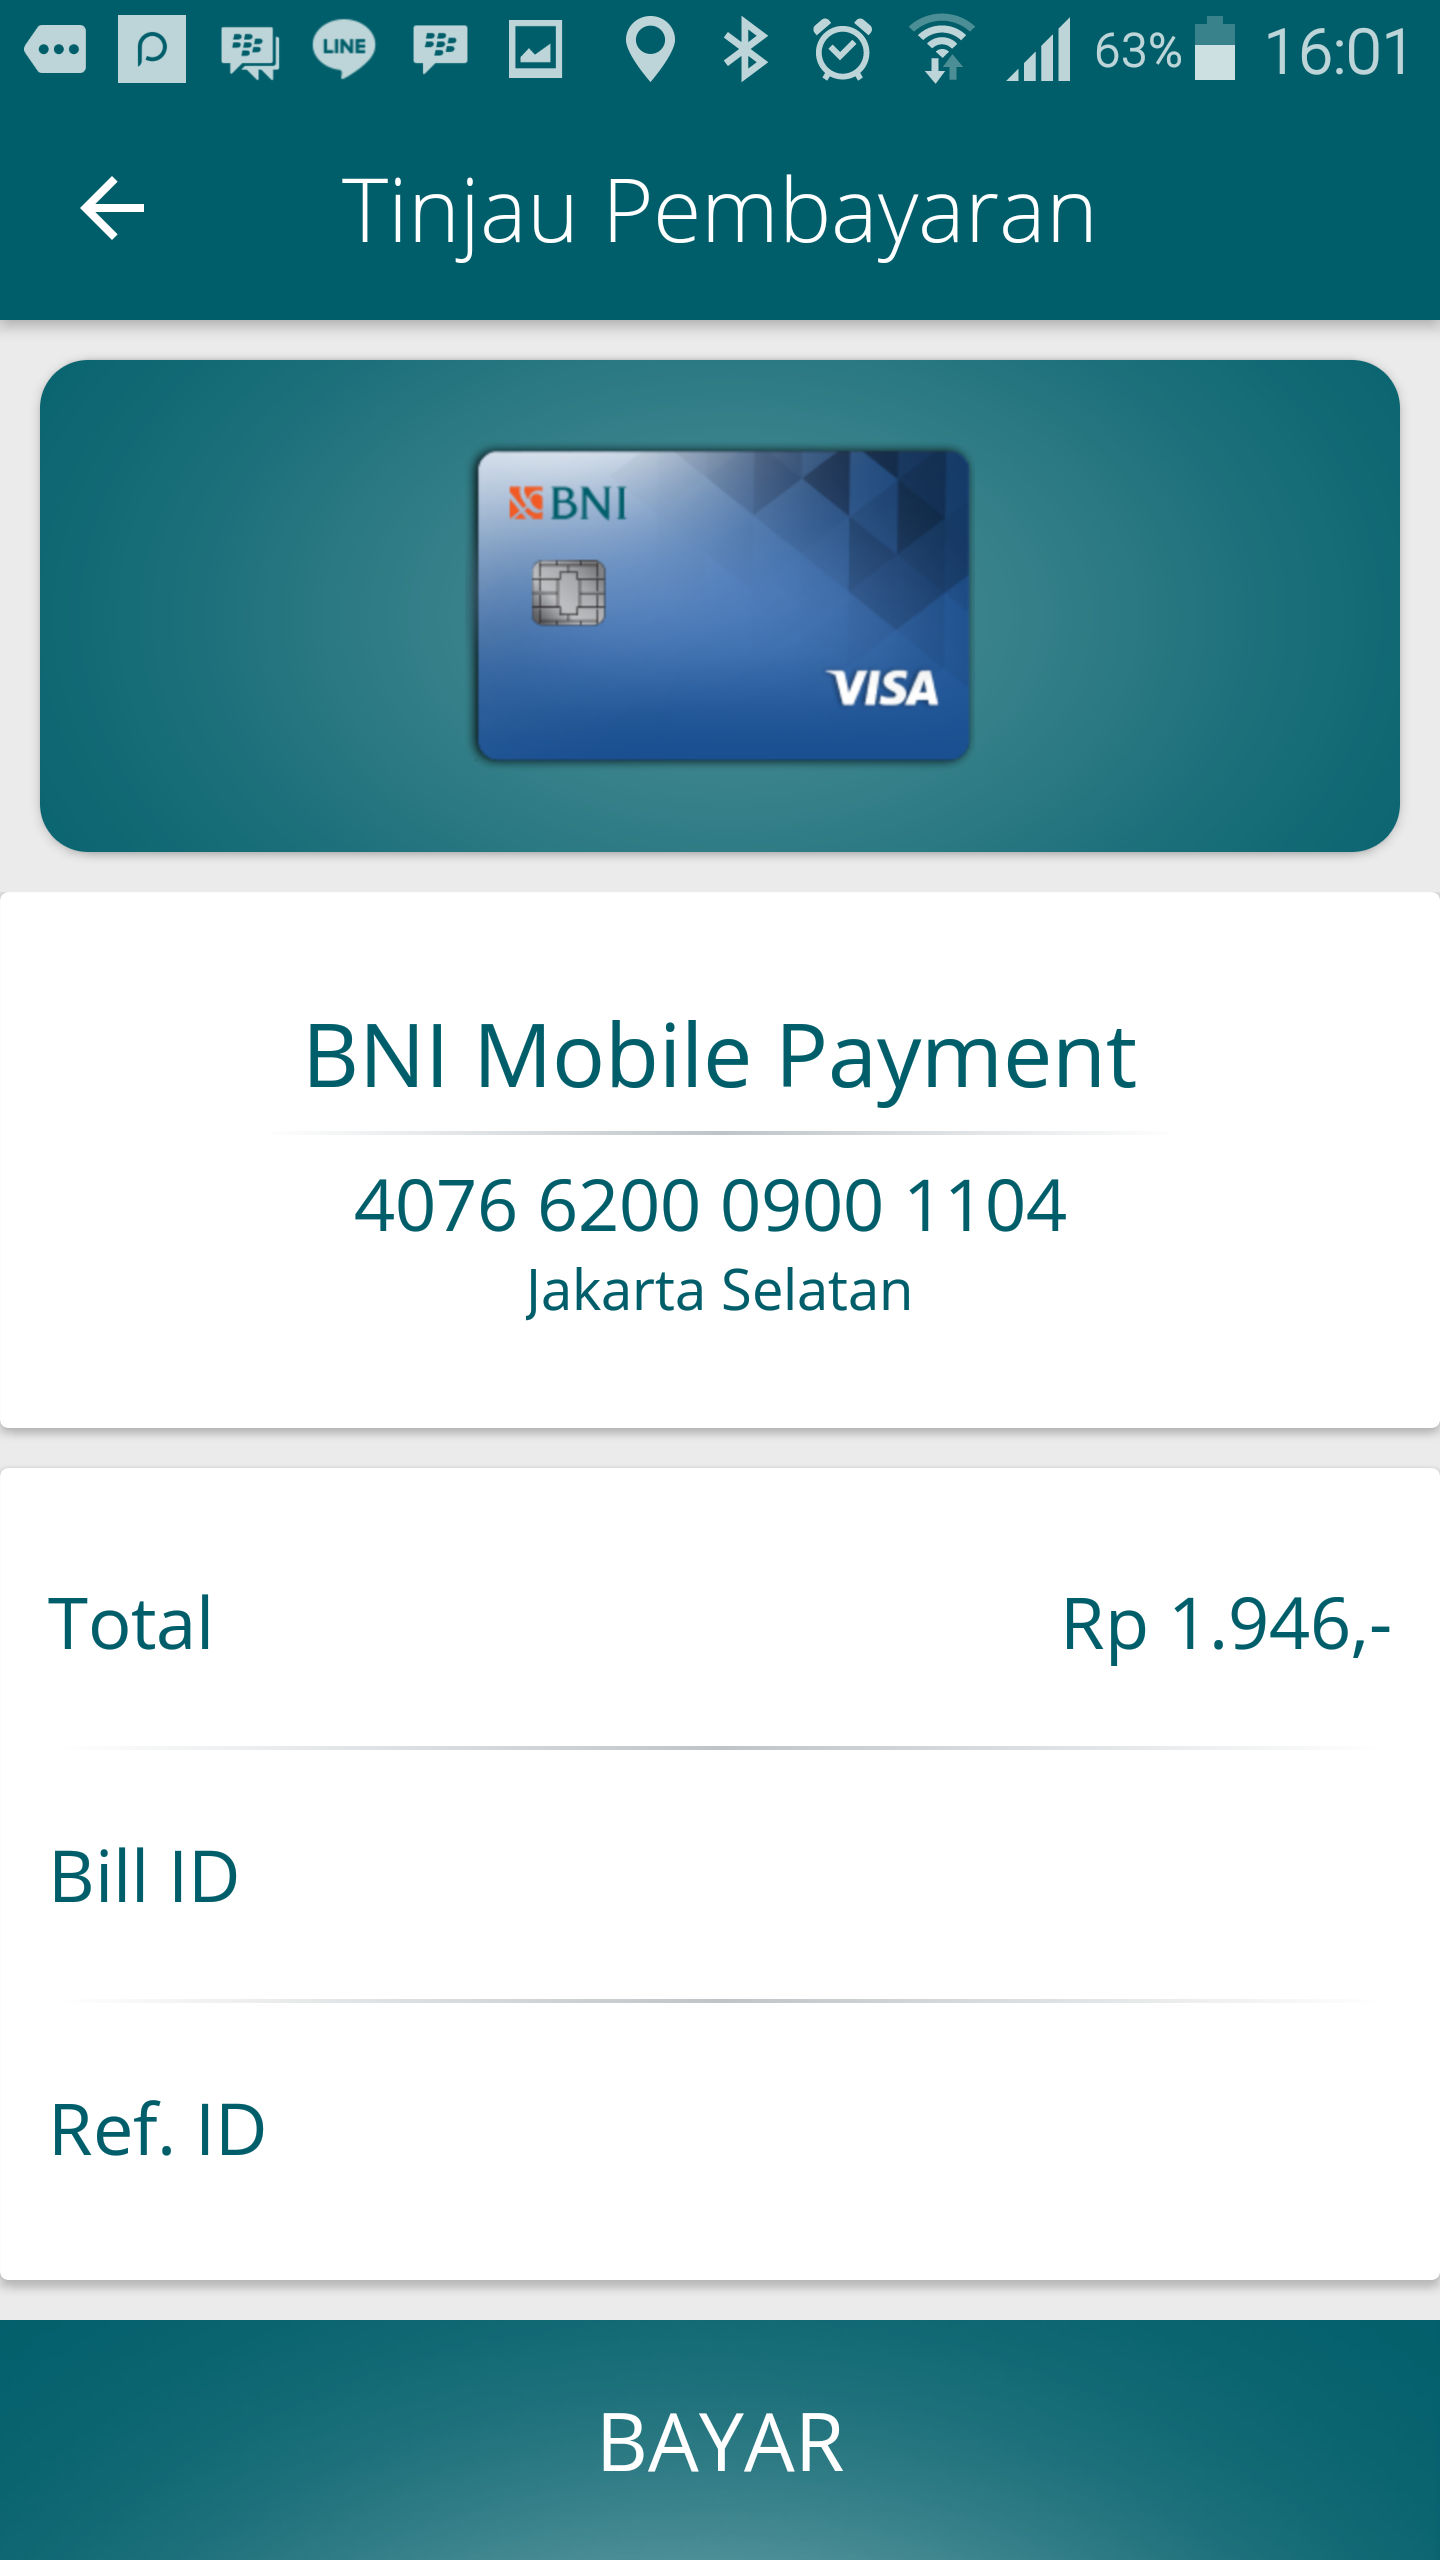 LINE
63%
16:01
Tinjau Pembayaran
BNI
VISA
BNI Mobile Payment
4076 6200 0900 1104
Jakarta Selatan
Total
Rp 1.946,-
Bill ID
Ref. ID
BAYAR